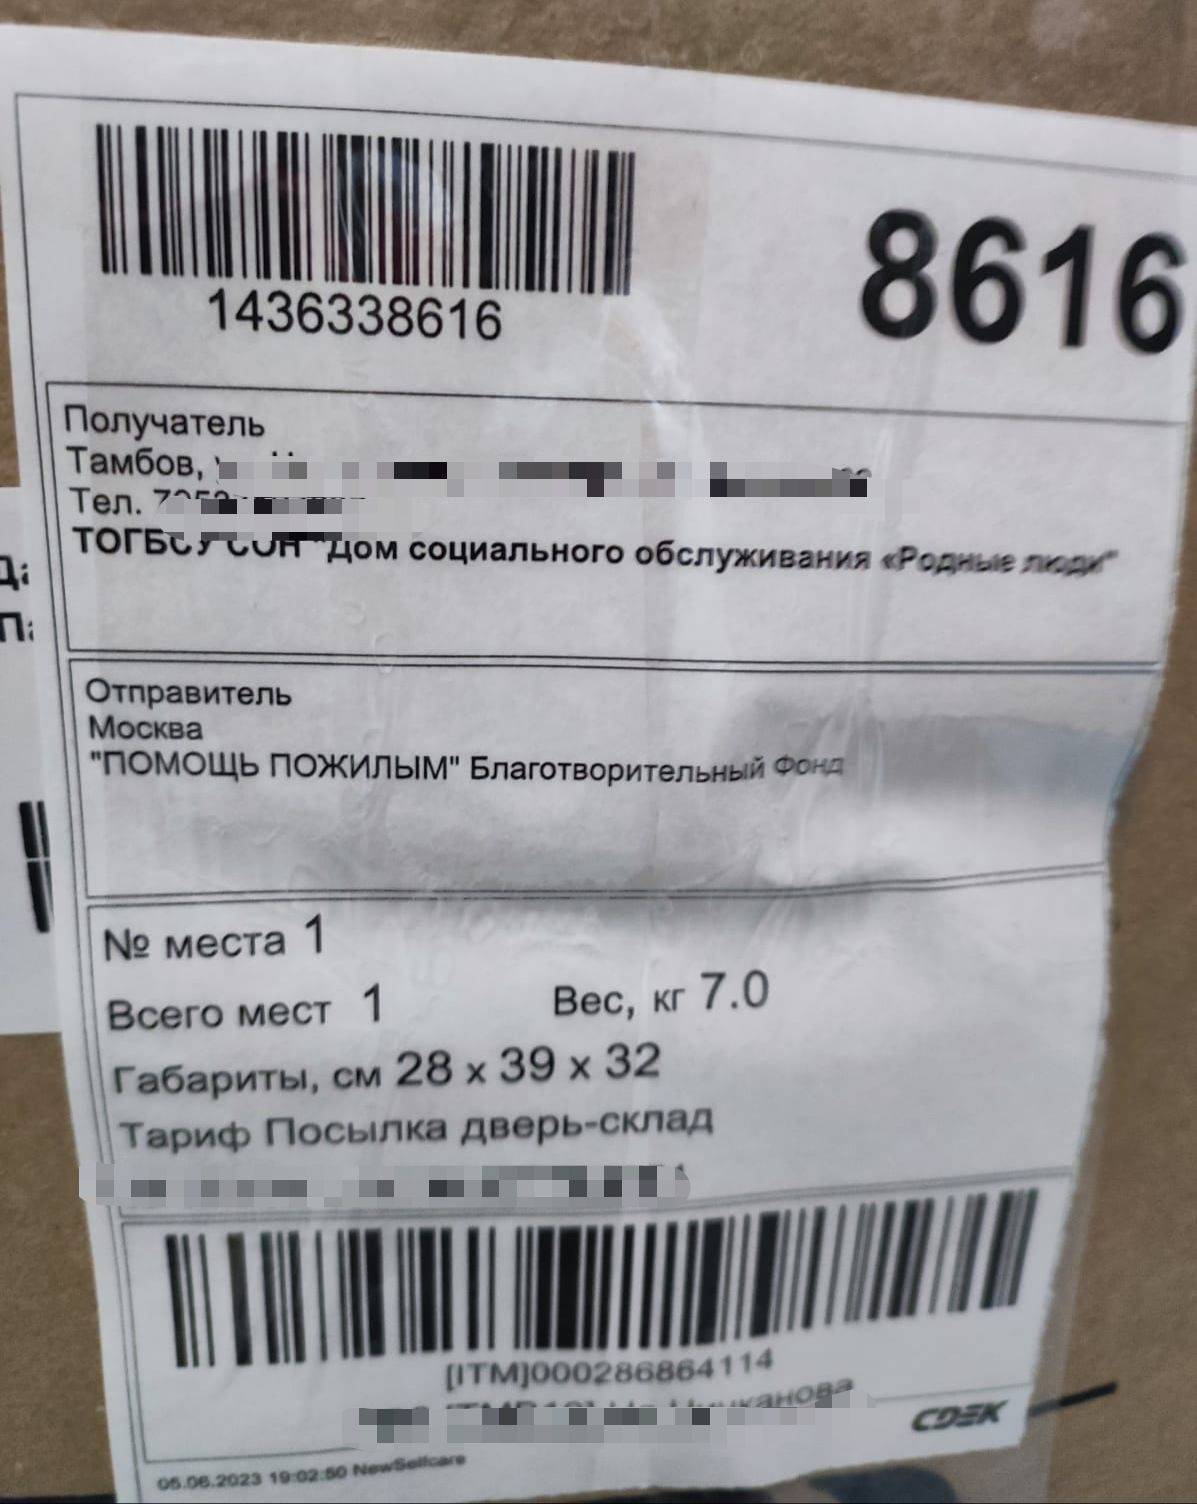 1436338616
8616
Получатель
Тамбов,
Тел.
ТОГБСУ СОН "Дом социального обслуживания «Родные люди"
Отправитель
Москва
"ПОМОЩЬ ПОЖИЛЫМ" Благотворительный Фонд
№ места 1
Всего мест 1 Вес, кг 7.0
Габариты, см 28 x 39 x 32
Тариф Посылка дверь-склад
[ITM]000286864114
CDEK
05.06.2023 19:02:50 NewSelfcare